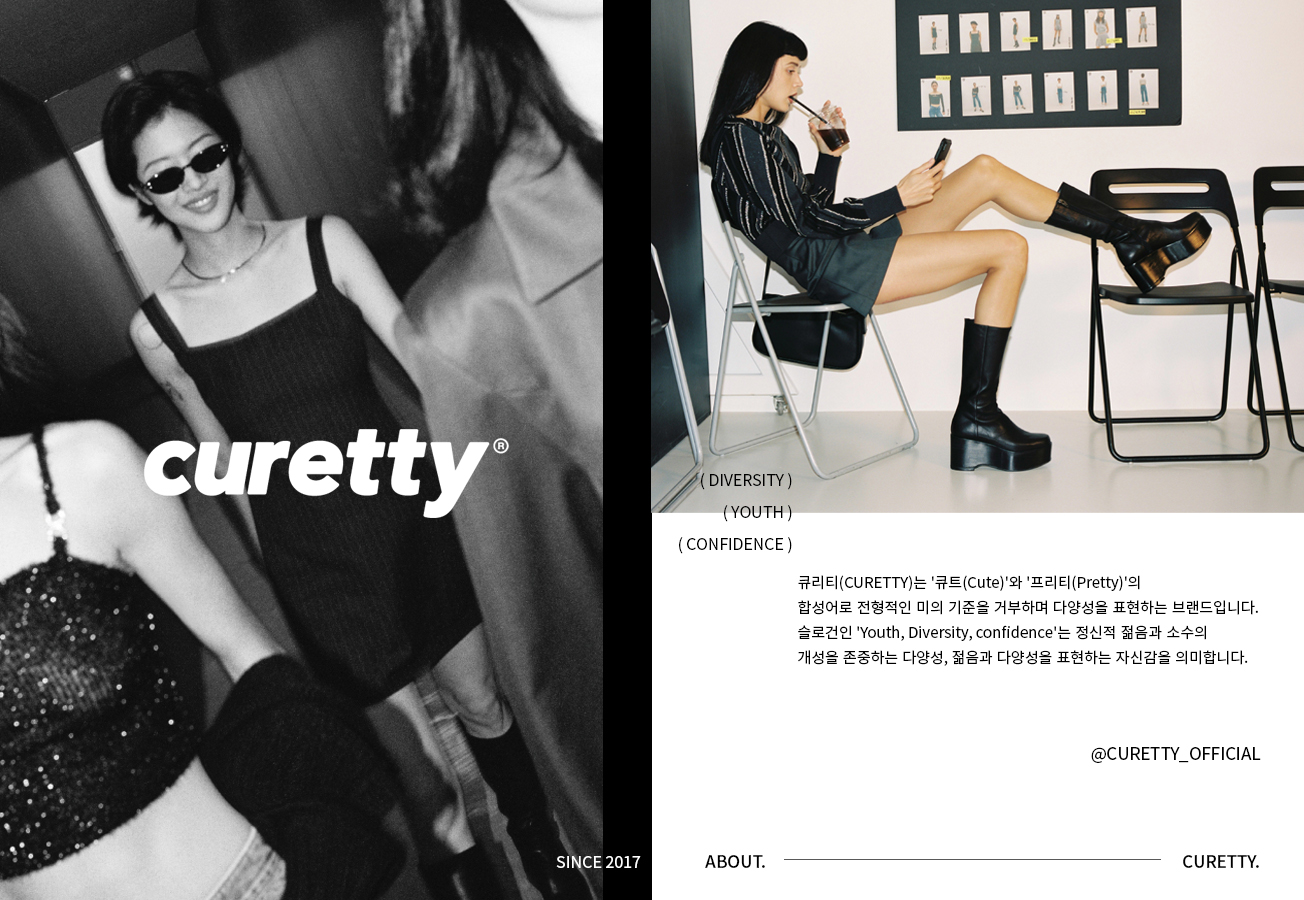 curetty®
SINCE 2017
( DIVERSITY )
( YOUTH )
( CONFIDENCE )
큐리티(CURETTY)는 '큐트(Cute)'와 '프리티(Pretty)'의
합성어로 전형적인 미의 기준을 거부하며 다양성을 표현하는 브랜드입니다.
슬로건인 'Youth, Diversity, confidence'는 정신적 젊음과 소수의
개성을 존중하는 다양성, 젊음과 다양성을 표현하는 자신감을 의미합니다.
@CURETTY_OFFICIAL
ABOUT.
CURETTY.